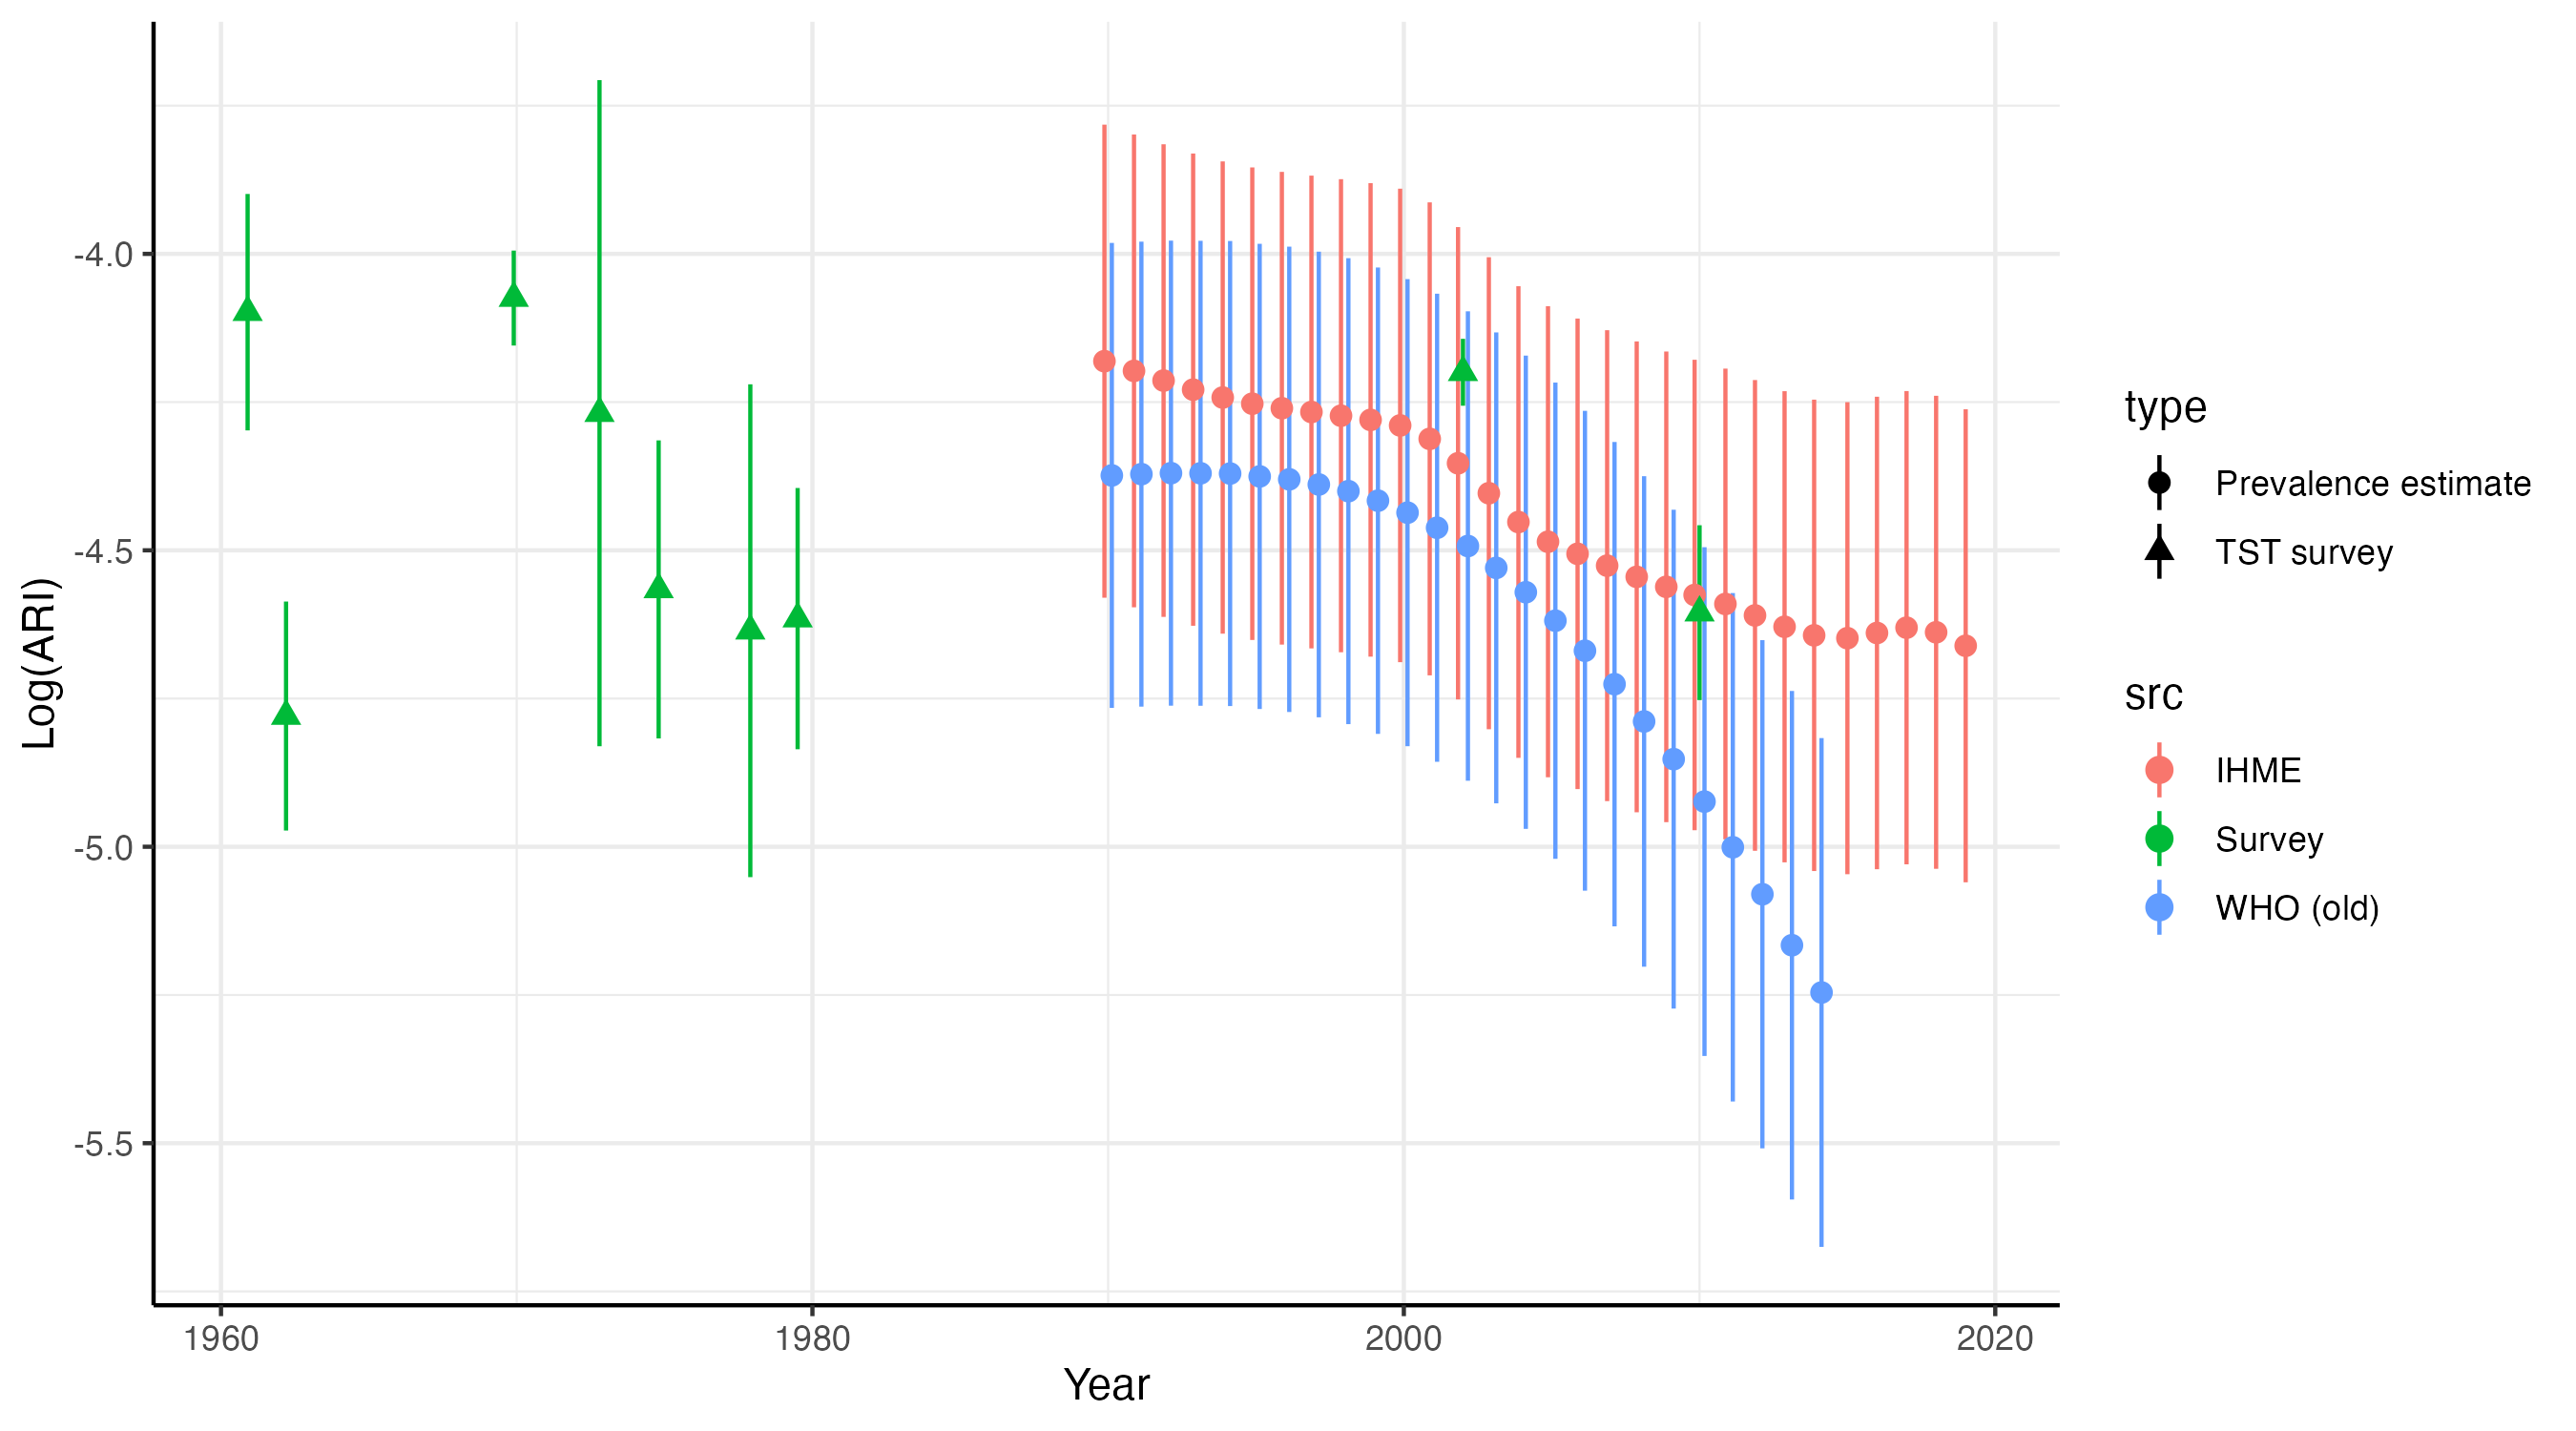 -4.0
-4.5
-5.0
-5.5
Log(ARI)
1960
1980
2000
2020
Year
type
Prevalence estimate
TST survey
src
IHME
Survey
WHO (old)